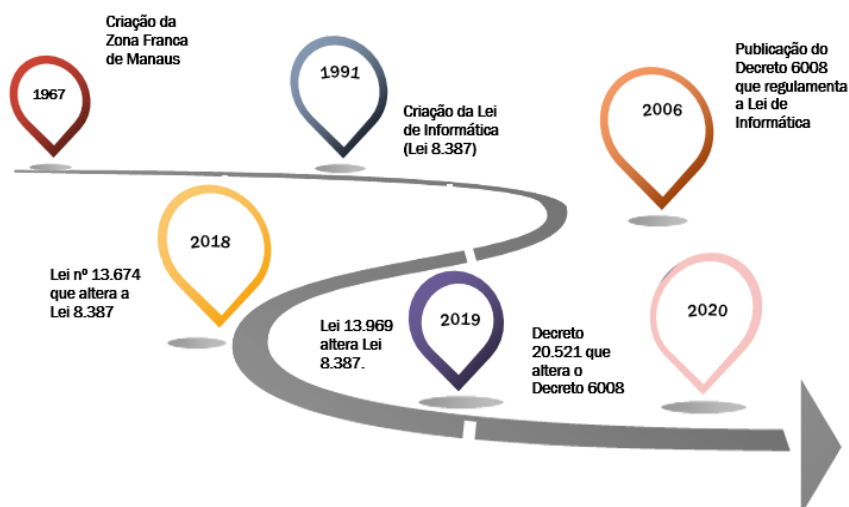 Criação da
Zona Franca
de Manaus
1967
1991
Criação da Lei
de Informática
(Lei 8.387)
2006
Publicação do
Decreto 6008
que regulamenta
a Lei de
Informática
2018
Lei nº 13.674
que altera a
Lei 8.387
Lei 13.969
altera Lei
8.387.
2019
Decreto
20.521 que
altera o
Decreto 6008
2020